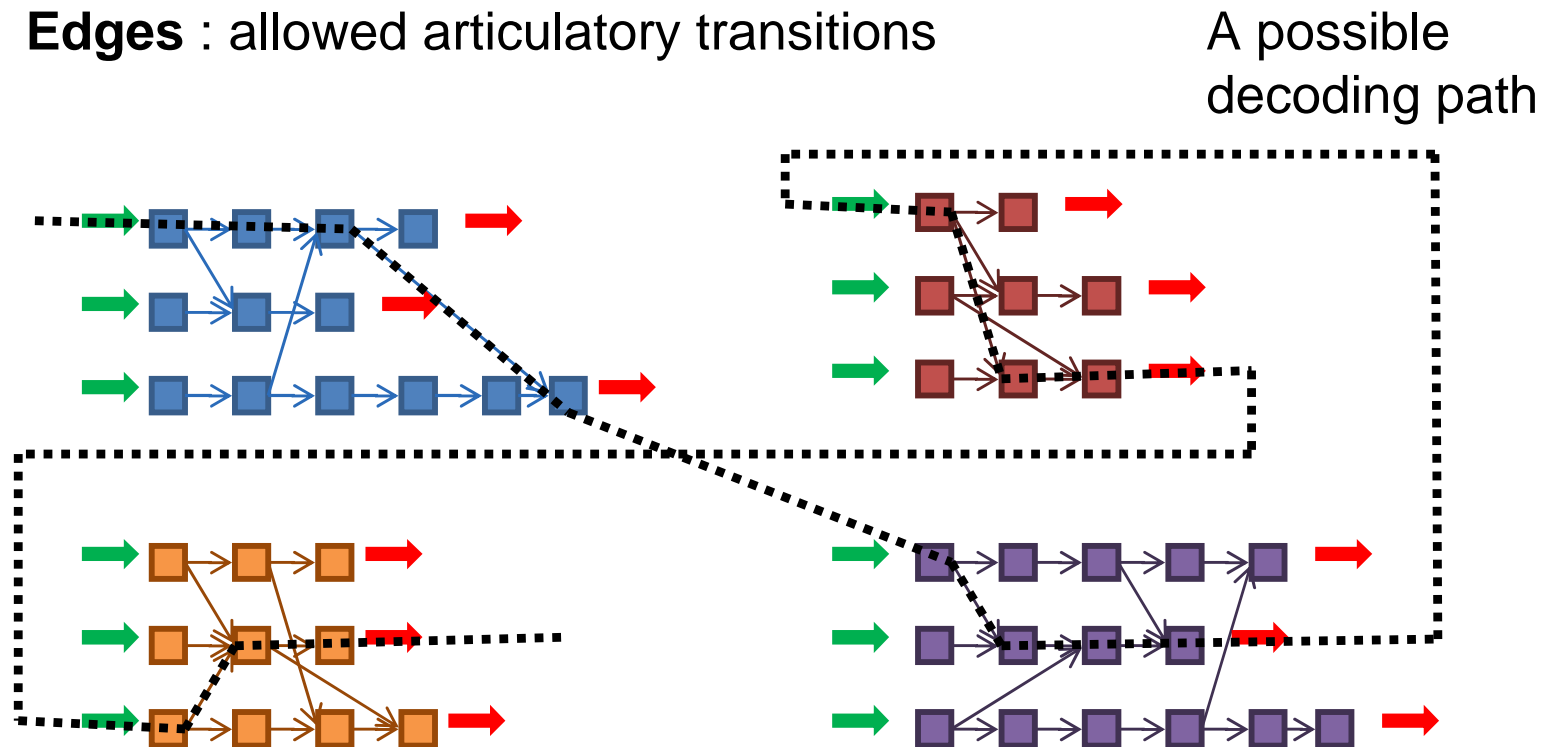 Edges : allowed articulatory transitions
A possible
decoding path